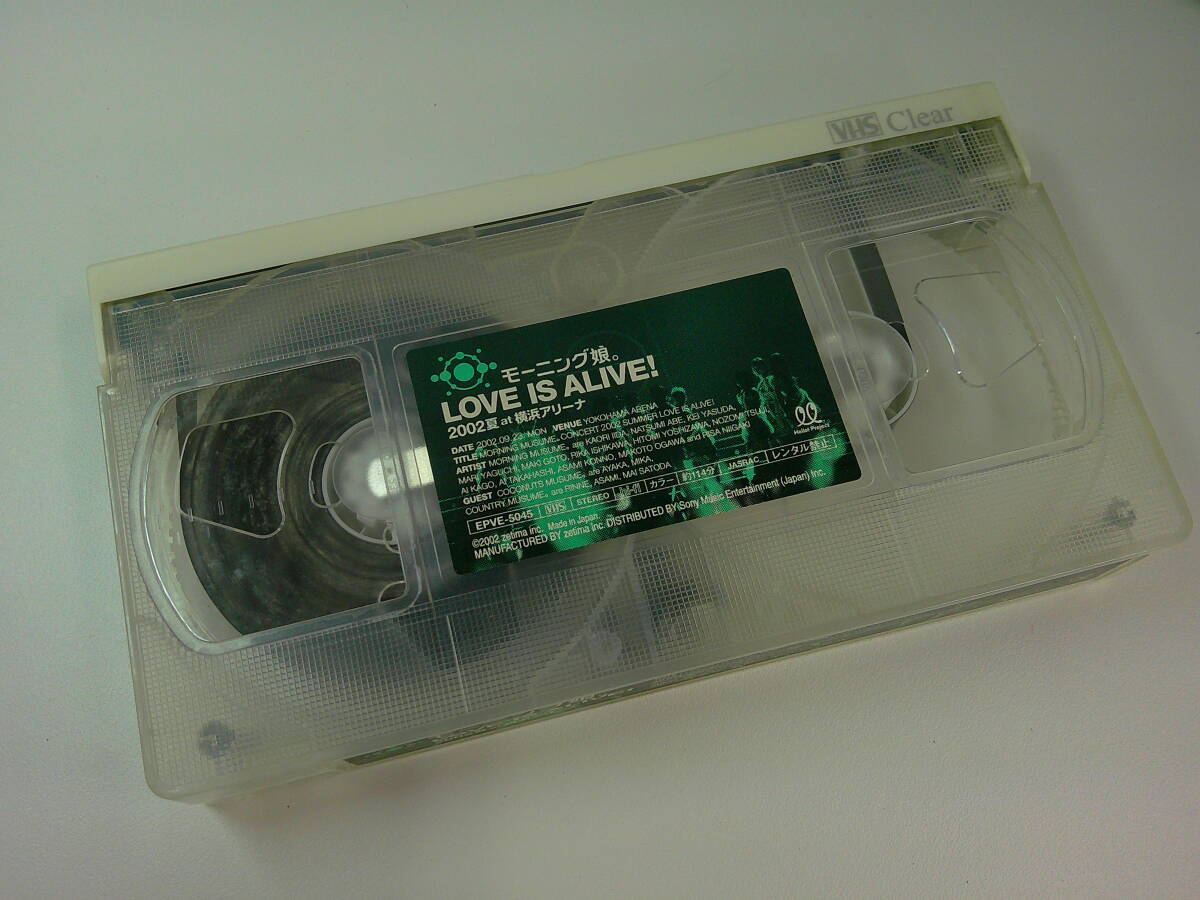 VHS Clear
モーニング娘。
LOVE IS ALIVE!
2002夏 at 横浜アリーナ
DATE 2002.09.23. MON VENUE YOKOHAMA ARENA
TITLE MORNING MUSUME。CONCERT 2002 SUMMER LOVE IS ALIVE!
ARTIST MORNING MUSUME。are KAORI IIDA, NATSUMI ABE, KEI YASUDA,
MARI YAGUCHI, MAKI GOTO, RIKA ISHIKAWA, HITOMI YOSHIZAWA, NOZOMI TSUJI,
AI KAGO, AI TAKAHASHI, ASAMI KONNO, MAKOTO OGAWA and RISA NIIGAKI
GUEST COCONUTS MUSUME。are AYAKA, MIKA,
COUNTRY MUSUME。are RINNE, ASAMI, MAI SATODA
Hello! Project
EPVE-5045 VHS STEREO カラー 約114分 JASRAC レンタル禁止
©2002 zetima inc. Made in Japan.
MANUFACTURED BY zetima inc. DISTRIBUTED BY Sony Music Entertainment (Japan) Inc.